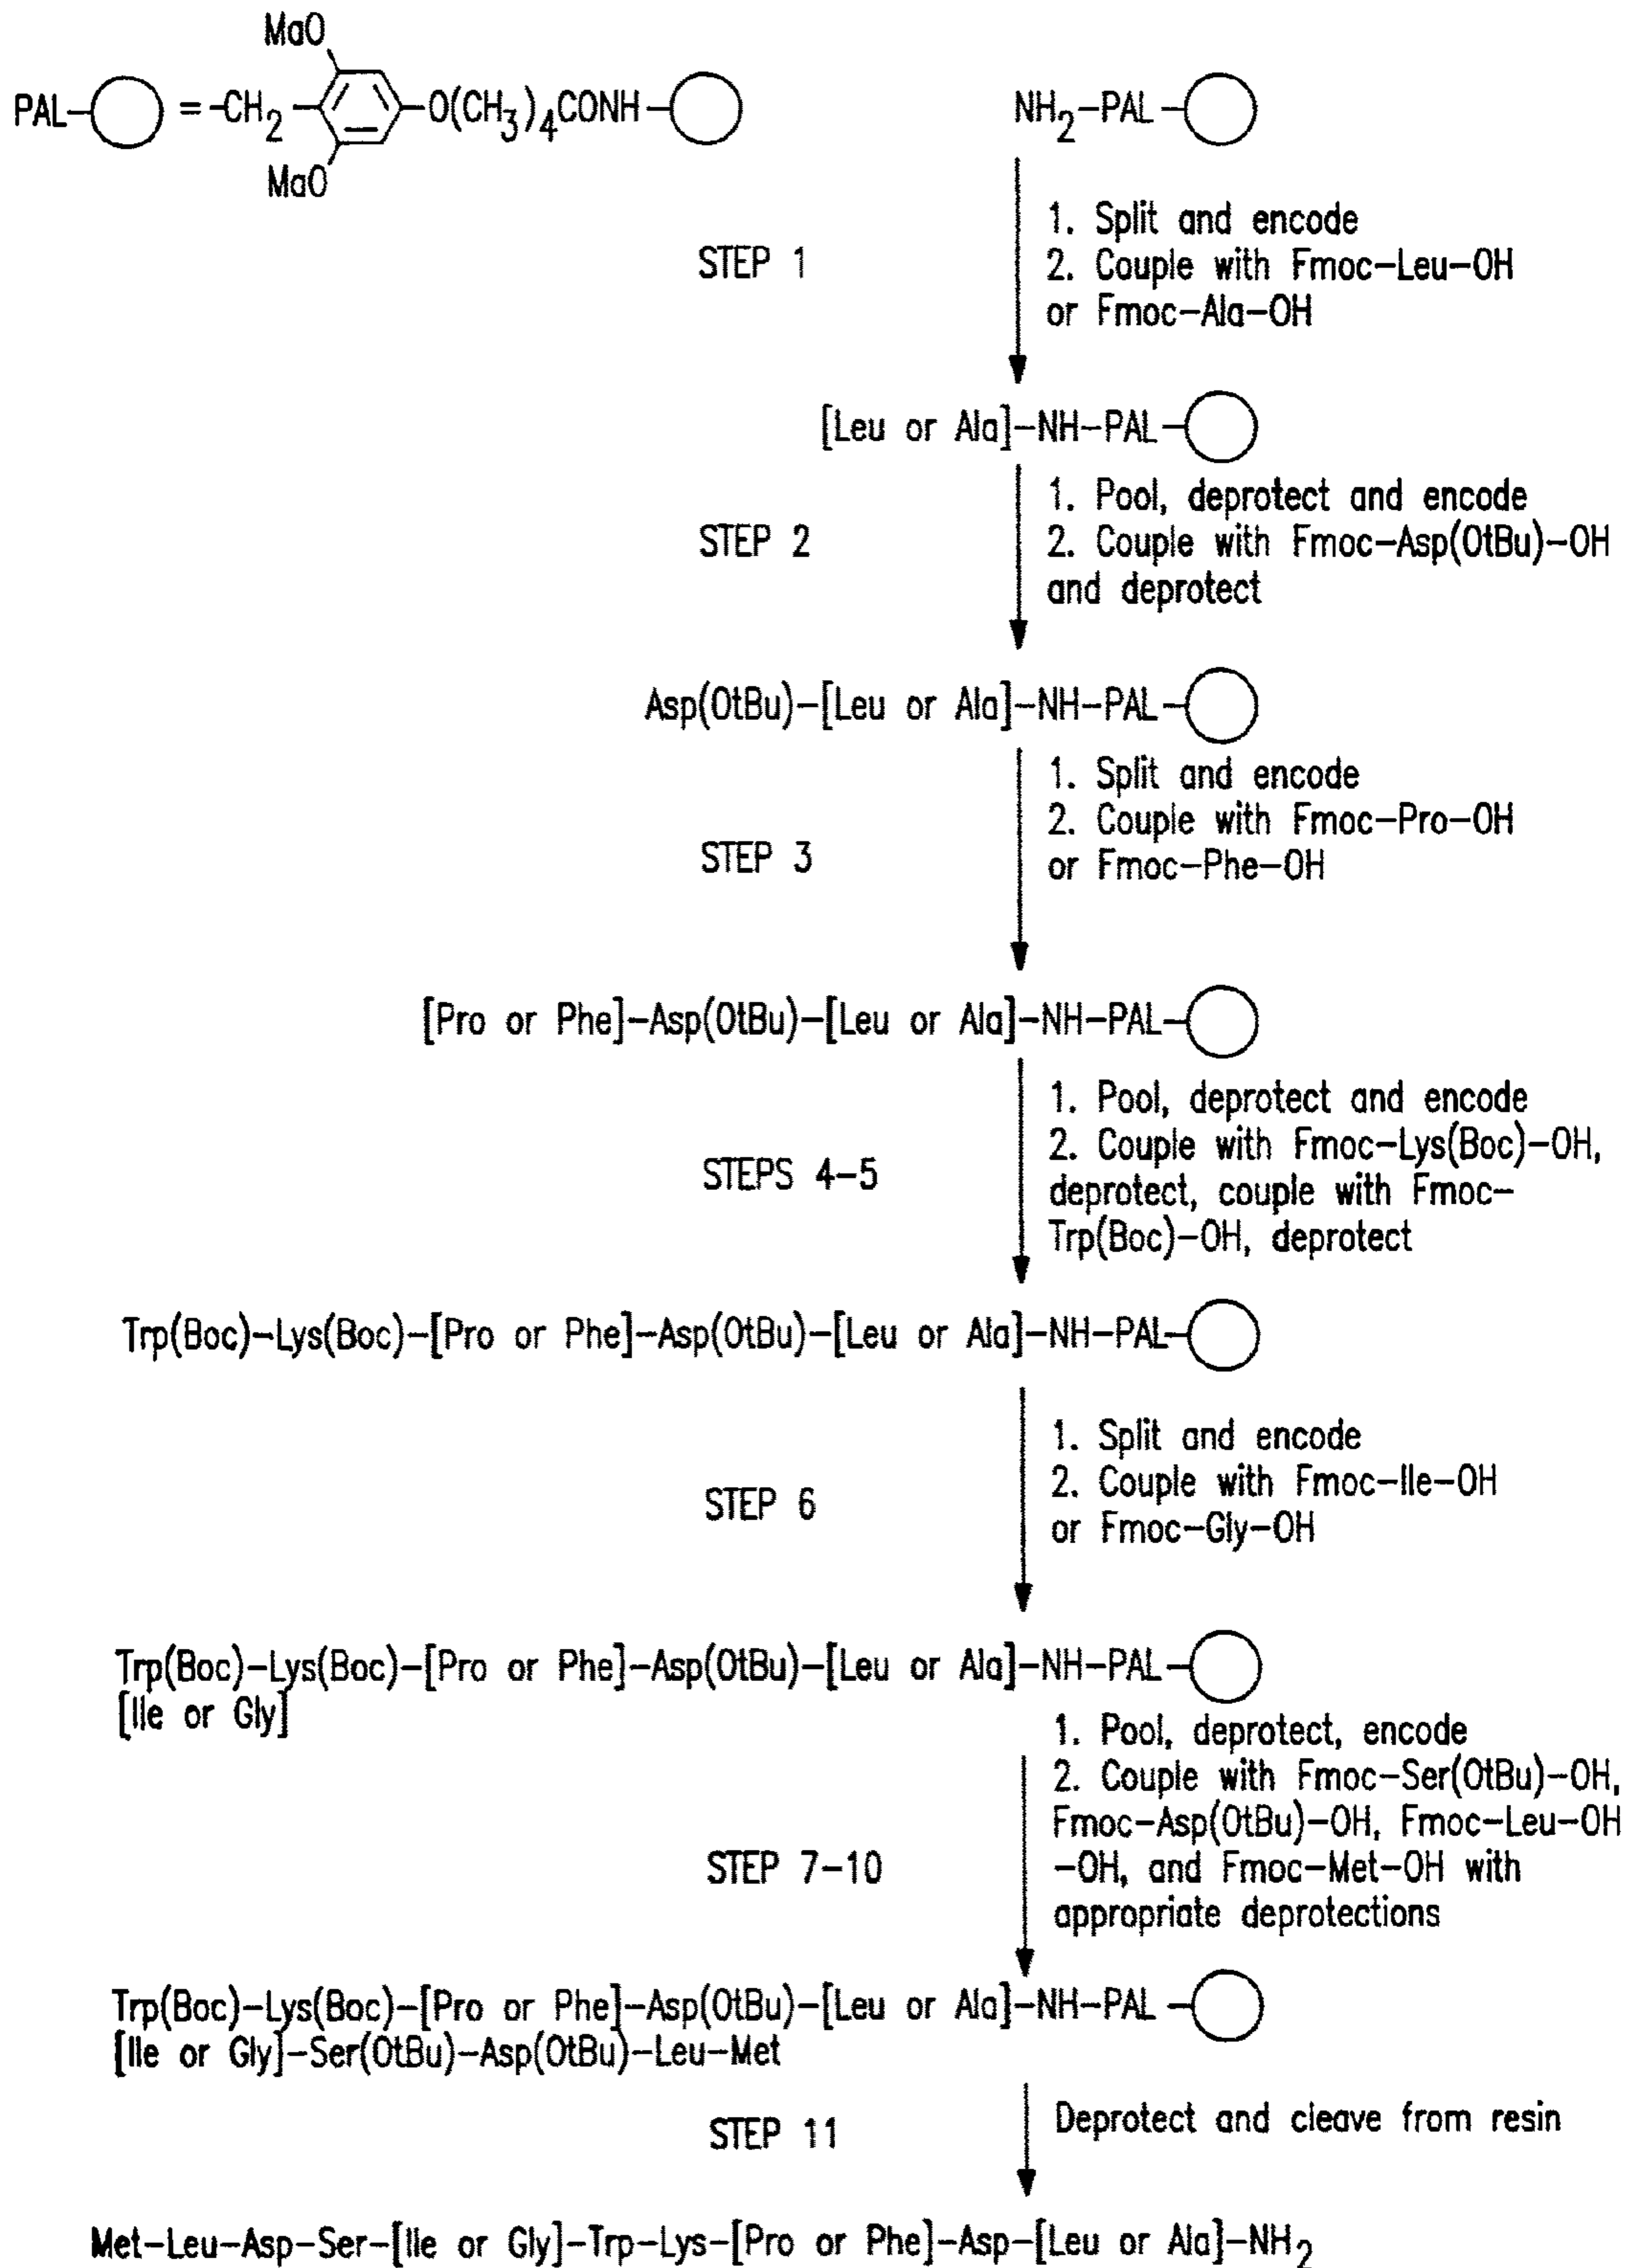 MaO
PAL– =–CH2 –O(CH3)4CONH–
MaO
NH2–PAL–
STEP 1
1. Split and encode
2. Couple with Fmoc–Leu–OH
or Fmoc–Ala–OH
[Leu or Ala]–NH–PAL–
STEP 2
1. Pool, deprotect and encode
2. Couple with Fmoc–Asp(OtBu)–OH
and deprotect
Asp(OtBu)–[Leu or Ala]–NH–PAL–
STEP 3
1. Split and encode
2. Couple with Fmoc–Pro–OH
or Fmoc–Phe–OH
[Pro or Phe]–Asp(OtBu)–[Leu or Ala]–NH–PAL–
STEPS 4–5
1. Pool, deprotect and encode
2. Couple with Fmoc–Lys(Boc)–OH,
deprotect, couple with Fmoc–
Trp(Boc)–OH, deprotect
Trp(Boc)–Lys(Boc)–[Pro or Phe]–Asp(OtBu)–[Leu or Ala]–NH–PAL–
STEP 6
1. Split and encode
2. Couple with Fmoc–Ile–OH
or Fmoc–Gly–OH
Trp(Boc)–Lys(Boc)–[Pro or Phe]–Asp(OtBu)–[Leu or Ala]–NH–PAL–
[Ile or Gly]
STEP 7–10
1. Pool, deprotect, encode
2. Couple with Fmoc–Ser(OtBu)–OH,
Fmoc–Asp(OtBu)–OH, Fmoc–Leu–OH
–OH, and Fmoc–Met–OH with
appropriate deprotections
Trp(Boc)–Lys(Boc)–[Pro or Phe]–Asp(OtBu)–[Leu or Ala]–NH–PAL–
[Ile or Gly]–Ser(OtBu)–Asp(OtBu)–Leu–Met
STEP 11
Deprotect and cleave from resin
Met–Leu–Asp–Ser–[Ile or Gly]–Trp–Lys–[Pro or Phe]–Asp–[Leu or Ala]–NH2